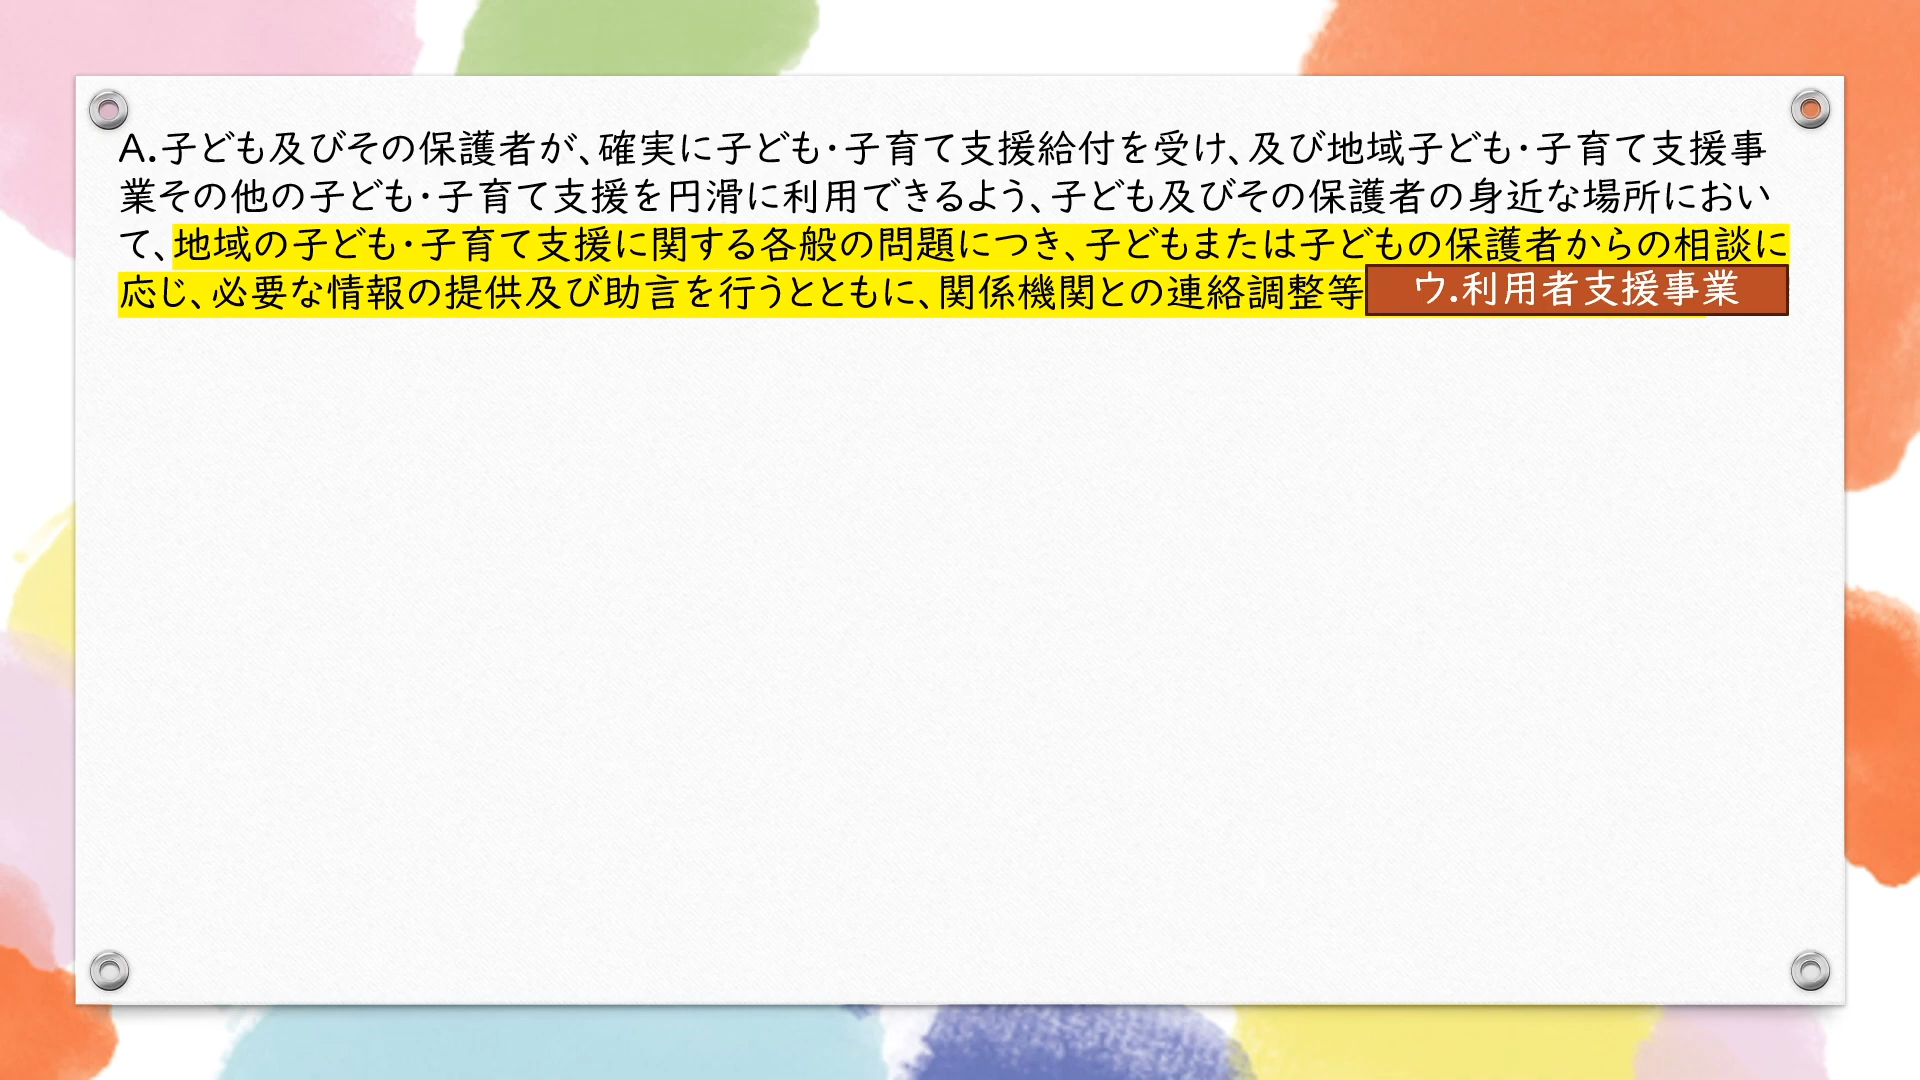 A.子ども及びその保護者が、確実に子ども・子育て支援給付を受け、及び地域子ども・子育て支援事
業その他の子ども・子育て支援を円滑に利用できるよう、子ども及びその保護者の身近な場所におい
て、地域の子ども・子育て支援に関する各般の問題につき、子どもまたは子どもの保護者からの相談に
応じ、必要な情報の提供及び助言を行うとともに、関係機関との連絡調整等
ウ.利用者支援事業